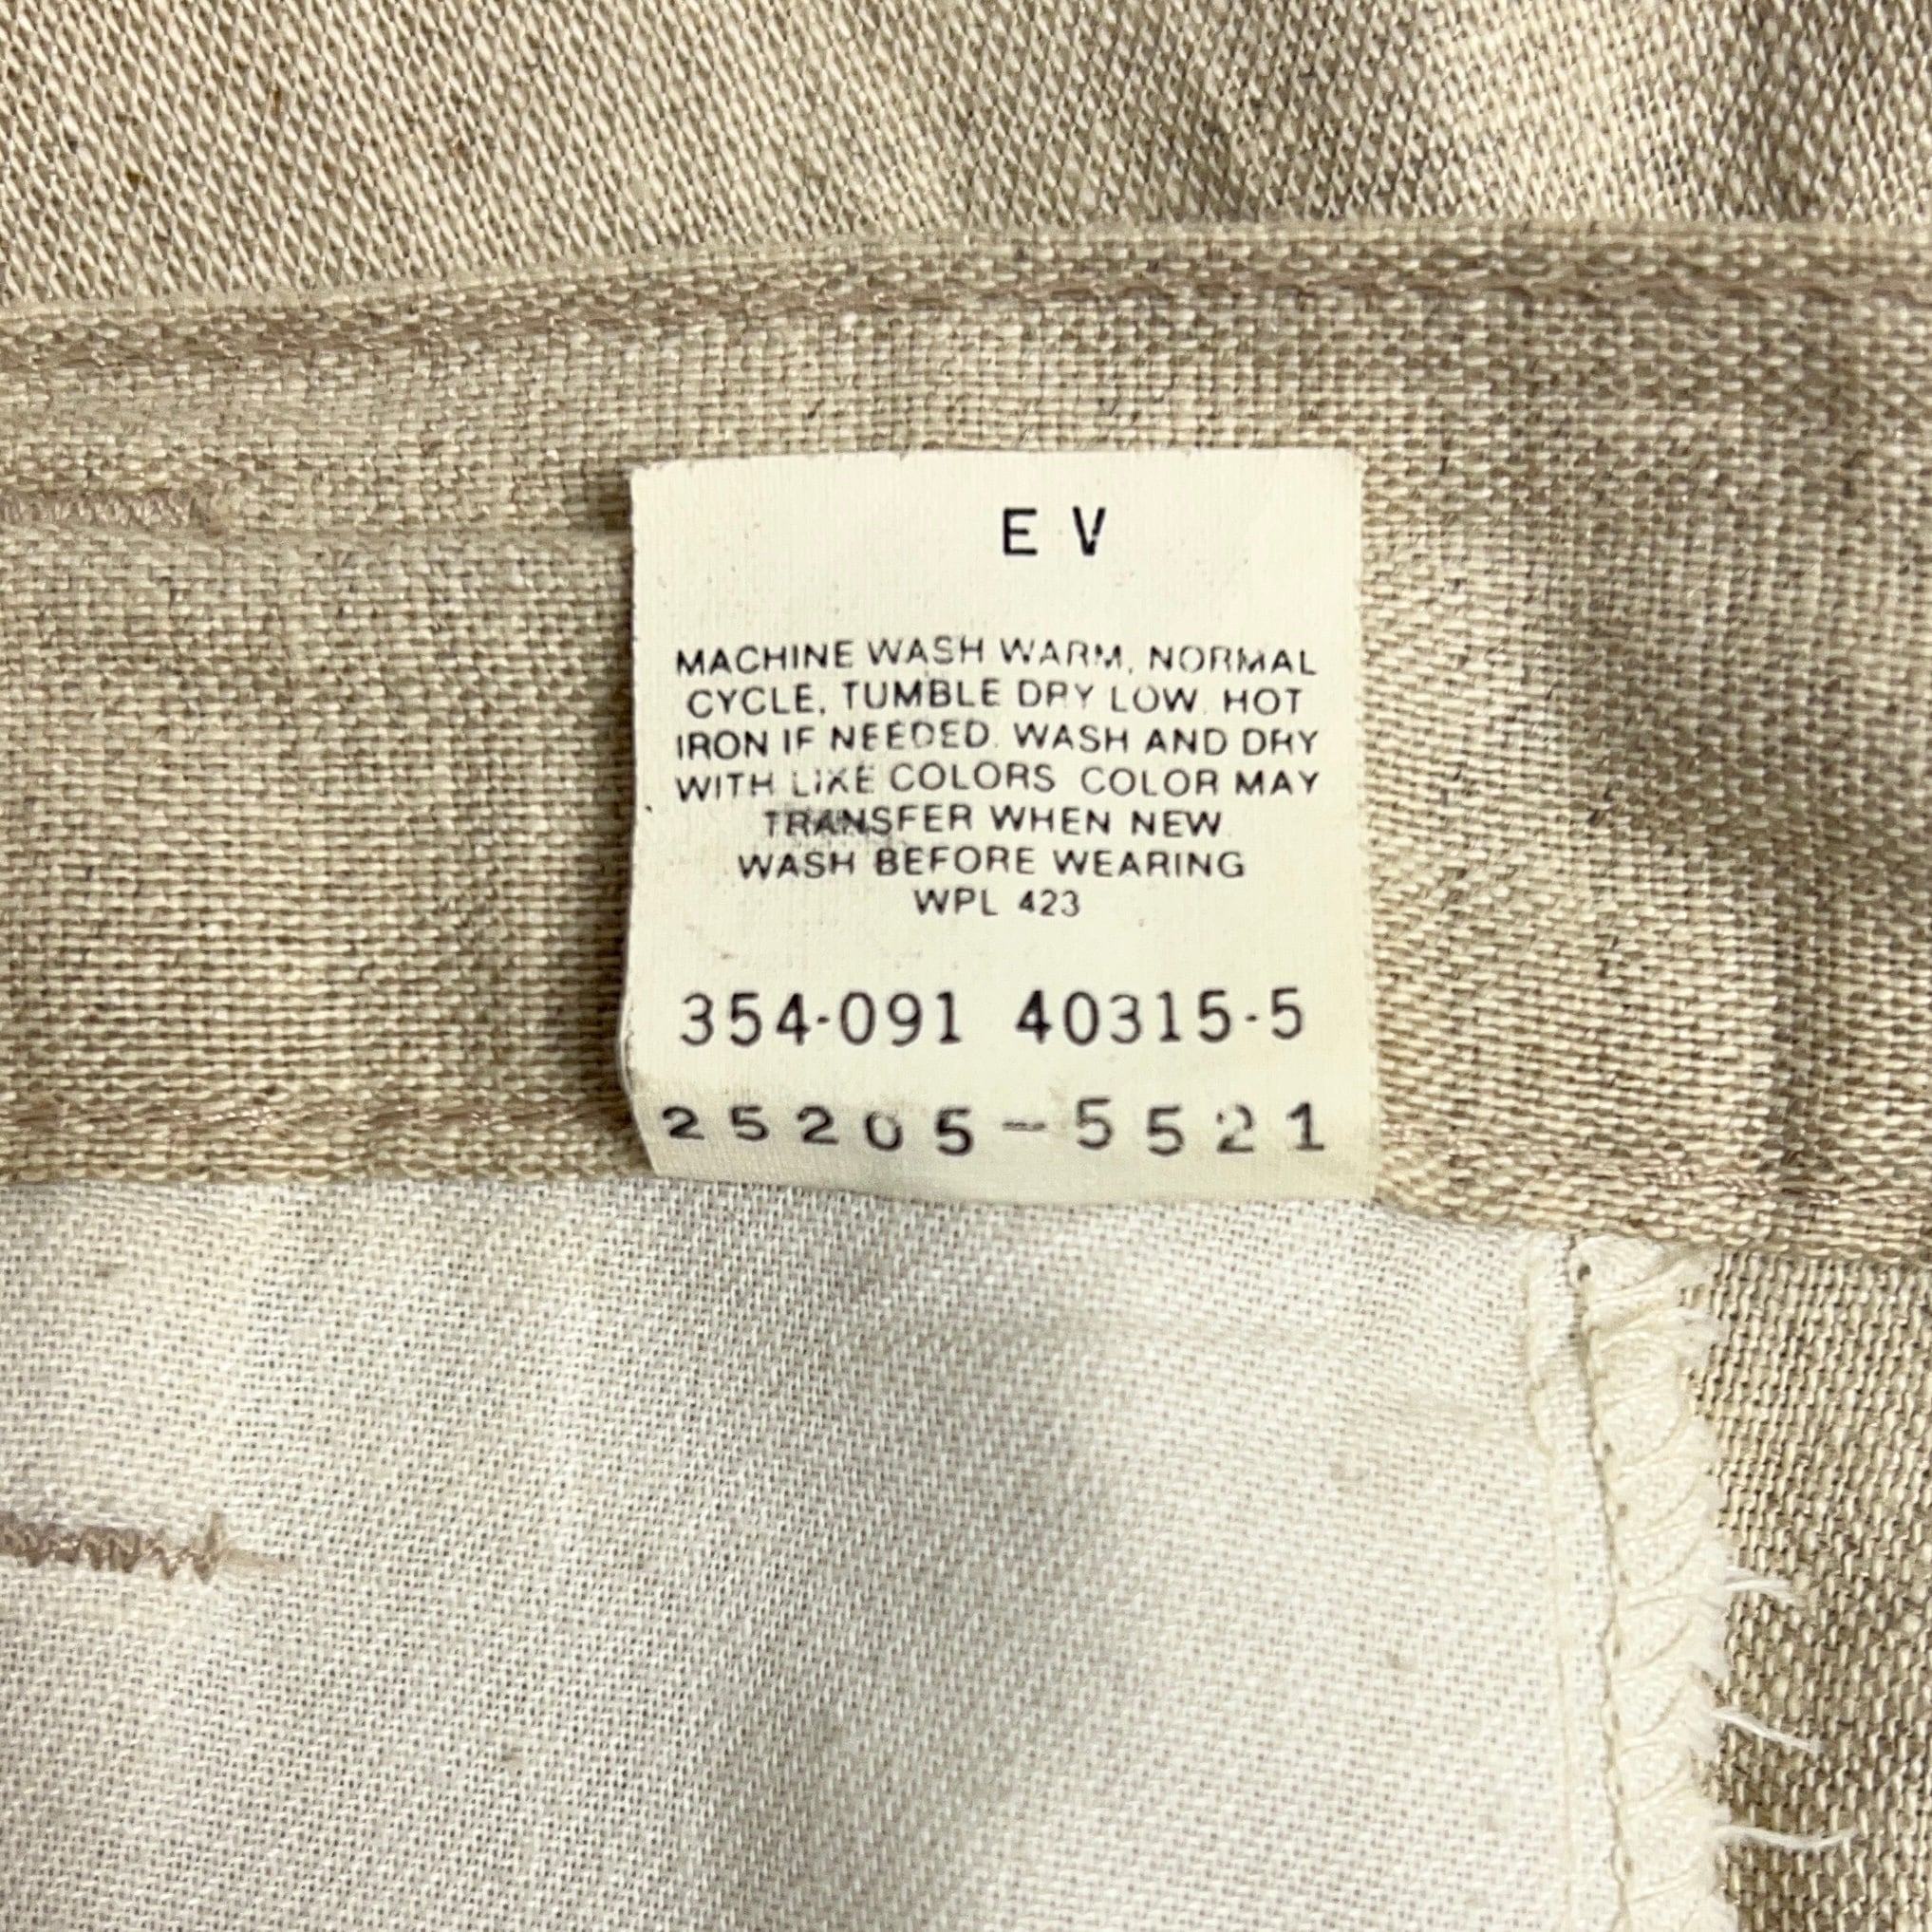 E V
MACHINE WASH WARM, NORMAL
CYCLE, TUMBLE DRY LOW. HOT
IRON IF NEEDED. WASH AND DRY
WITH LIKE COLORS COLOR MAY
TRANSFER WHEN NEW
WASH BEFORE WEARING
WPL 423
354-091 40315-5
25205-5521